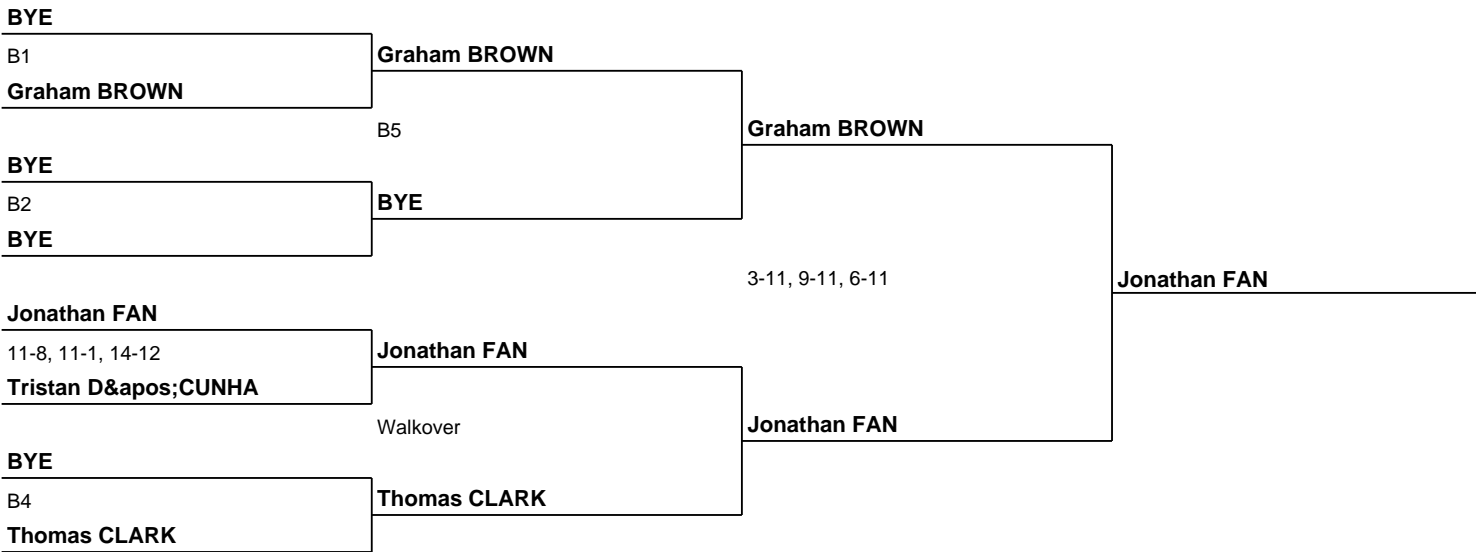 BYE
B1
Graham BROWN
Graham BROWN
B5
Graham BROWN
BYE
B2
BYE
BYE
3-11, 9-11, 6-11
Jonathan FAN
Jonathan FAN
11-8, 11-1, 14-12
Jonathan FAN
Tristan D&apos;CUNHA
Walkover
Jonathan FAN
BYE
B4
Thomas CLARK
Thomas CLARK